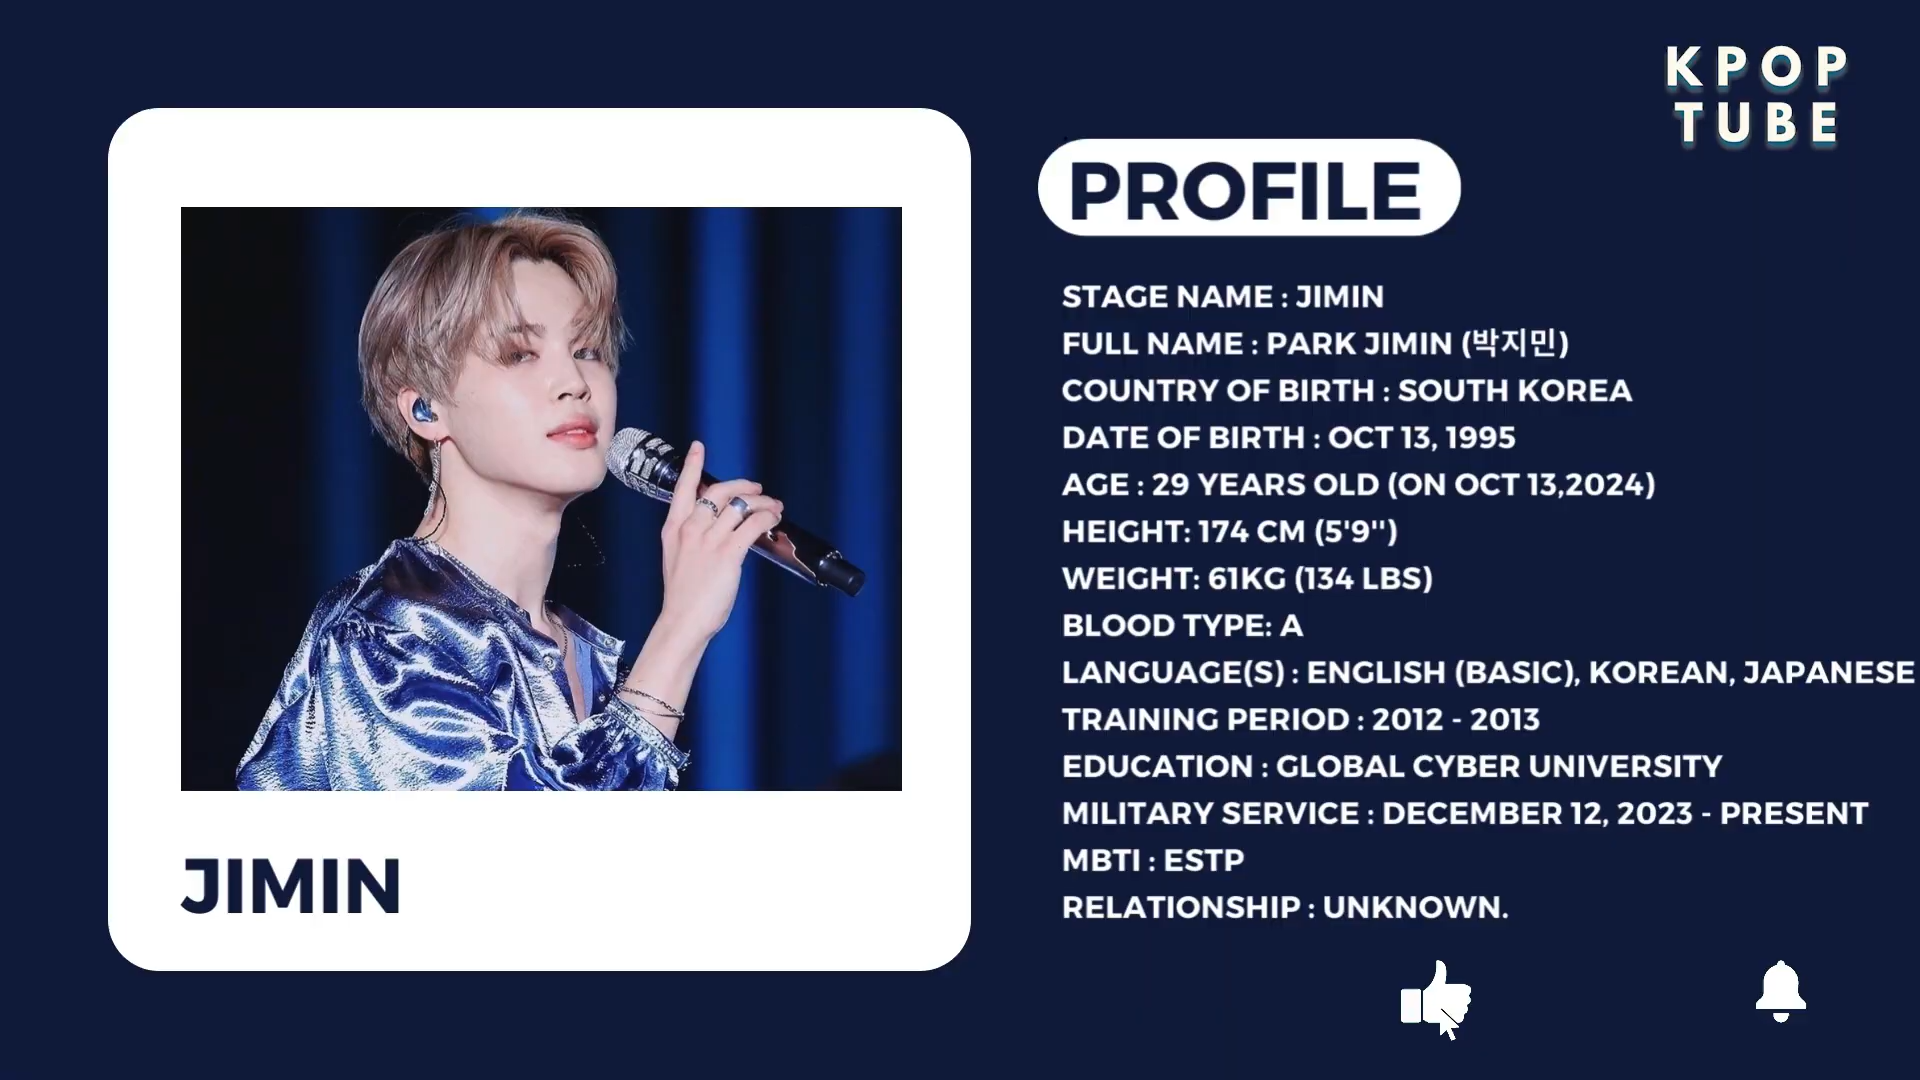 KPOP
TUBE
PROFILE
STAGE NAME : JIMIN
FULL NAME : PARK JIMIN (박지민)
COUNTRY OF BIRTH : SOUTH KOREA
DATE OF BIRTH : OCT 13, 1995
AGE : 29 YEARS OLD (ON OCT 13,2024)
HEIGHT: 174 CM (5'9'')
WEIGHT: 61KG (134 LBS)
BLOOD TYPE: A
LANGUAGE(S) : ENGLISH (BASIC), KOREAN, JAPANESE
TRAINING PERIOD : 2012 - 2013
EDUCATION : GLOBAL CYBER UNIVERSITY
MILITARY SERVICE : DECEMBER 12, 2023 - PRESENT
MBTI : ESTP
RELATIONSHIP : UNKNOWN.
JIMIN